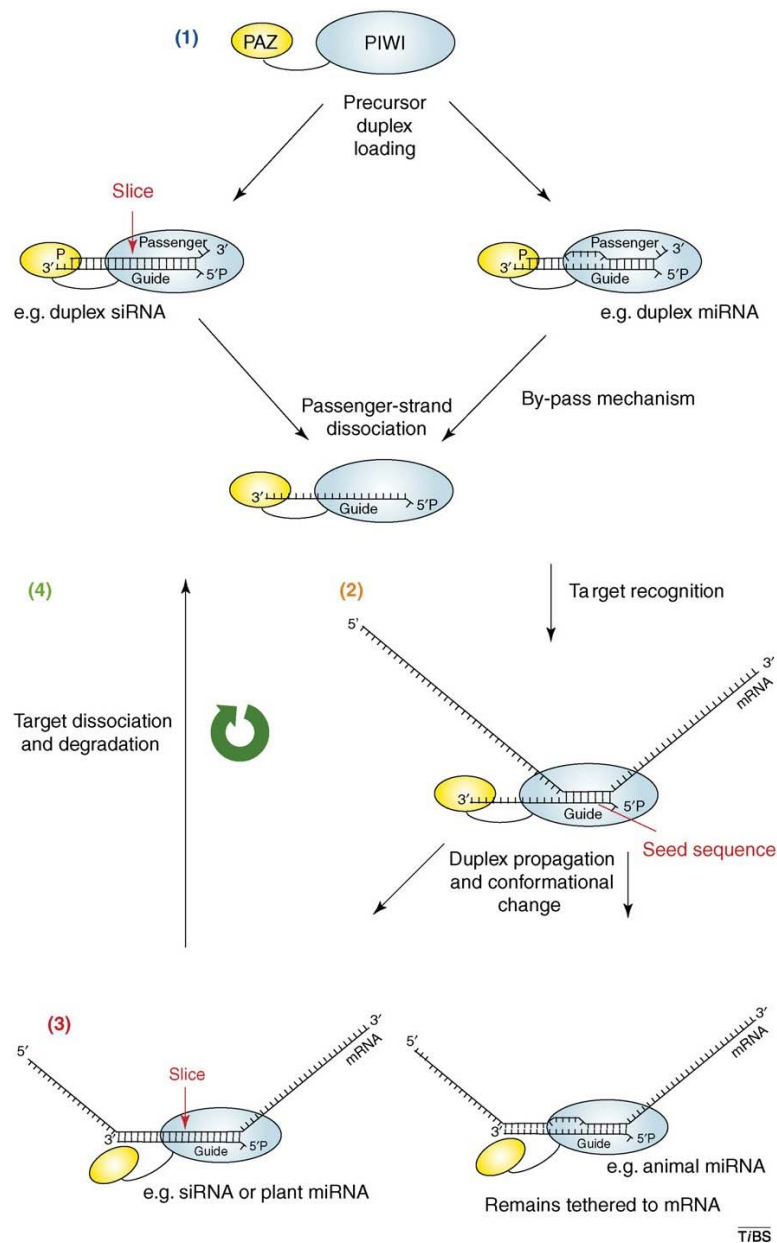 (1)
PAZ
PIWI
Precursor
duplex
loading
Slice
P
3′
Passenger
3′
Guide
5′P
e.g. duplex siRNA
P
3′
Passenger
3′
Guide
5′P
e.g. duplex miRNA
Passenger-strand
dissociation
By-pass mechanism
3′
Guide
5′P
(4)
(2)
Target recognition
5′
3′
mRNA
Target dissociation
and degradation
3′
Guide
5′P
Seed sequence
Duplex propagation
and conformational
change
(3)
5′
3′
mRNA
Slice
3′
Guide
5′P
e.g. siRNA or plant miRNA
5′
3′
mRNA
3′
Guide
5′P
e.g. animal miRNA
Remains tethered to mRNA
TiBS